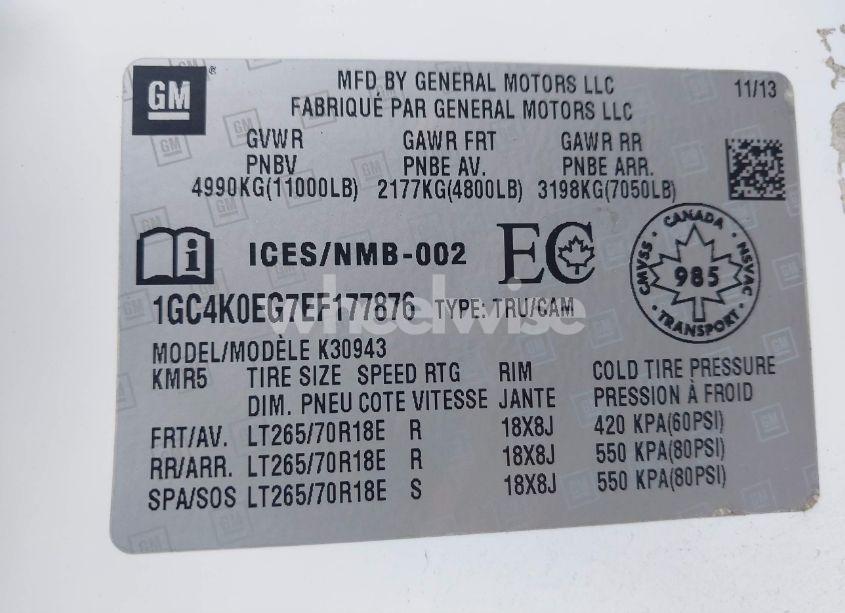 GM ®
MFD BY GENERAL MOTORS LLC
11/13
FABRIQUÉ PAR GENERAL MOTORS LLC
GVWR GAWR FRT GAWR RR
PNBV PNBE AV. PNBE ARR.
4990KG(11000LB) 2177KG(4800LB) 3198KG(7050LB)
i ICES/NMB-002 EC
CANADA
CMVSS 985 NSVAC
TRANSPORT
1GC4K0EG7EF177876 TYPE: TRU/CAM
wheelwise
MODEL/MODÈLE K30943
KMR5 TIRE SIZE SPEED RTG RIM COLD TIRE PRESSURE
DIM. PNEU COTE VITESSE JANTE PRESSION À FROID
FRT/AV. LT265/70R18E R 18X8J 420 KPA(60PSI)
RR/ARR. LT265/70R18E R 18X8J 550 KPA(80PSI)
SPA/SOS LT265/70R18E S 18X8J 550 KPA(80PSI)